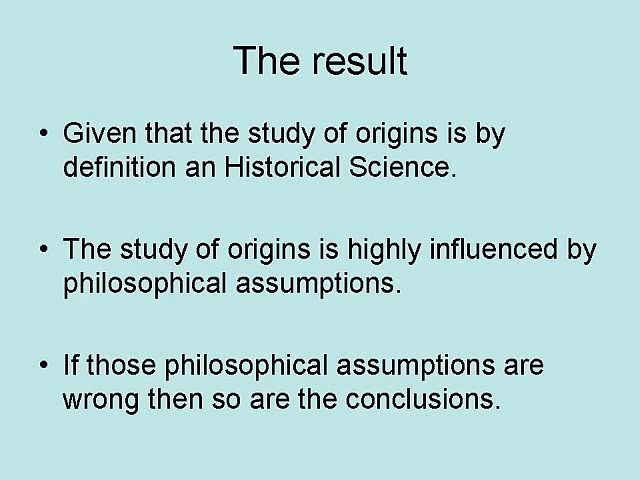 The result
• Given that the study of origins is by
definition an Historical Science.
• The study of origins is highly influenced by
philosophical assumptions.
• If those philosophical assumptions are
wrong then so are the conclusions.